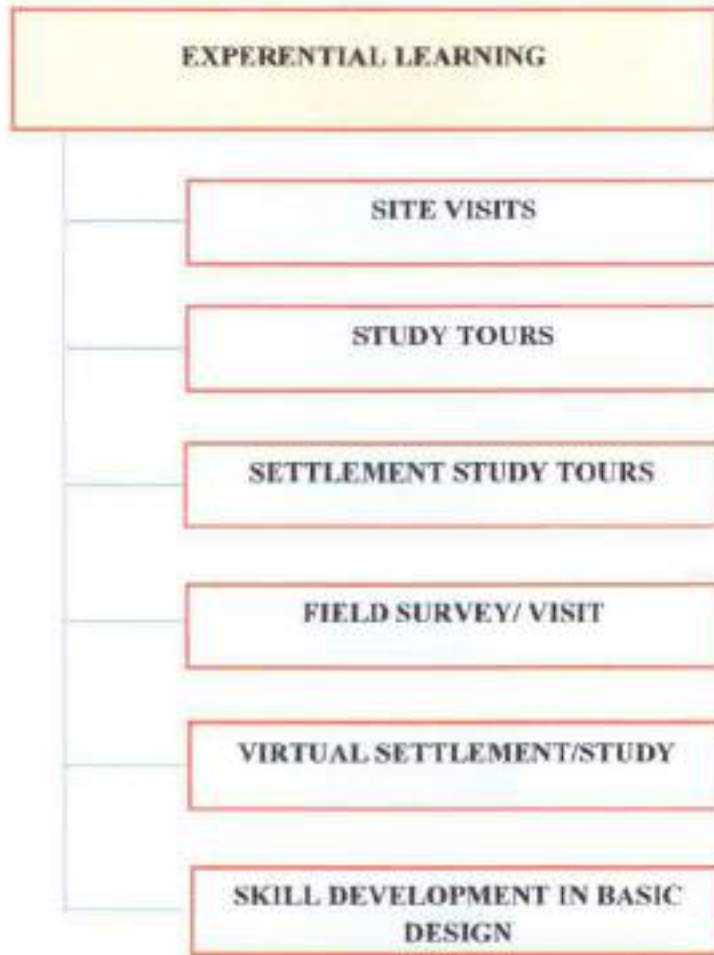 EXPERENTIAL LEARNING
SITE VISITS
STUDY TOURS
SETTLEMENT STUDY TOURS
FIELD SURVEY/ VISIT
VIRTUAL SETTLEMENT/STUDY
SKILL DEVELOPMENT IN BASIC
DESIGN